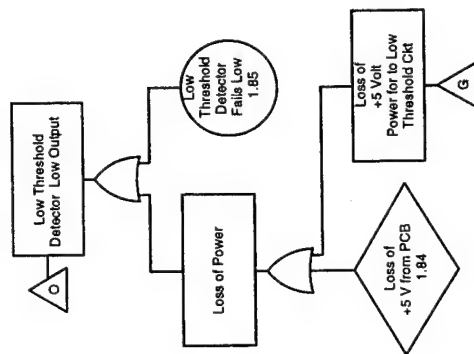 Low Threshold
Detector Low Output
O
Loss of Power
Low
Threshold
Detector
Fails Low
1.85
Loss of
+5 V from PCB
1.84
Loss of
+5 Volt
Power for to Low
Threshold Ckt
G